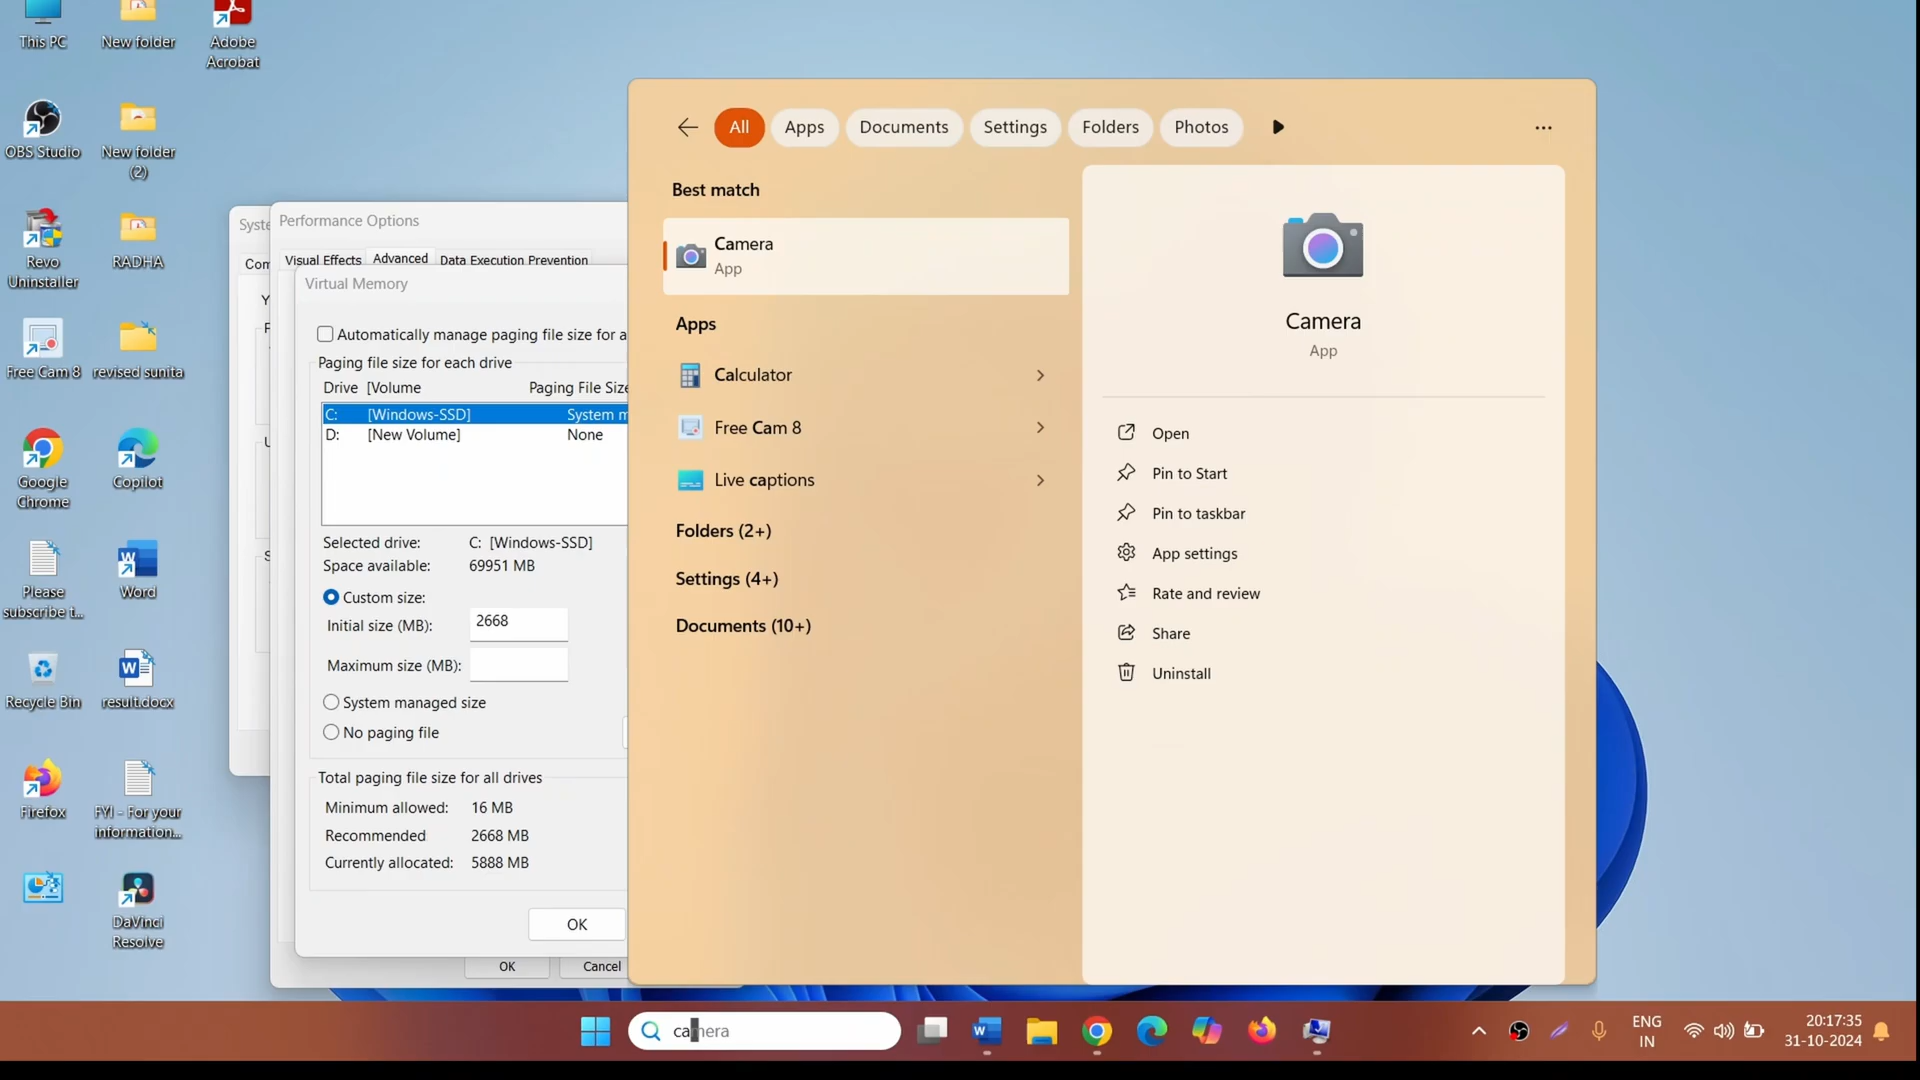 This PC
New folder
Adobe
Acrobat
OBS Studio
New folder
(2)
Revo
Uninstaller
RADHA
Free Cam 8
revised sunita
Google
Chrome
Copilot
Please
subscribe t...
Word
Recycle Bin
result.docx
Firefox
FYI - For your
information...
DaVinci
Resolve
Syste
Com
Performance Options
Visual Effects
Advanced
Data Execution Prevention
Virtual Memory
Automatically manage paging file size for a
Paging file size for each drive
Drive [Volume
Paging File Size
C: [Windows-SSD] System m
D: [New Volume] None
Selected drive: C: [Windows-SSD]
Space available: 69951 MB
Custom size:
Initial size (MB): 2668
Maximum size (MB):
System managed size
No paging file
Total paging file size for all drives
Minimum allowed: 16 MB
Recommended 2668 MB
Currently allocated: 5888 MB
OK
OK
Cancel
All
Apps
Documents
Settings
Folders
Photos
Best match
Camera
App
Apps
Calculator
Free Cam 8
Live captions
Folders (2+)
Settings (4+)
Documents (10+)
Camera
App
Open
Pin to Start
Pin to taskbar
App settings
Rate and review
Share
Uninstall
camera
ENG
IN
20:17:35
31-10-2024